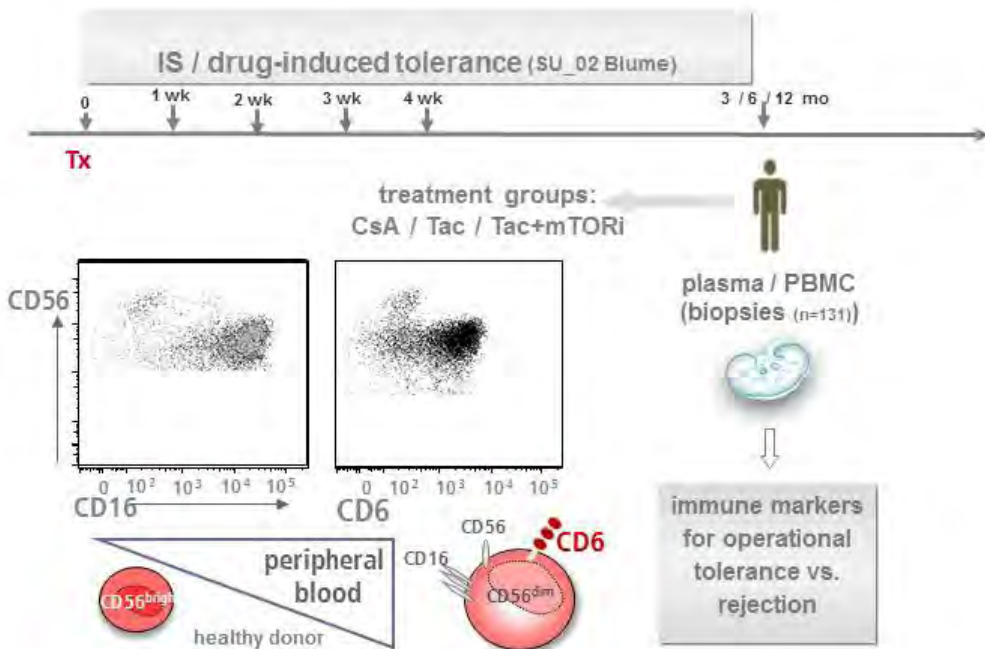 IS / drug-induced tolerance (SU_02 Blume)
0 1 wk 2 wk 3 wk 4 wk 3 / 6 / 12 mo
Tx
treatment groups:
CsA / Tac / Tac+mTORi
plasma / PBMC
(biopsies (n=131))
CD56
0 10² 10³ 10⁴ 10⁵
CD16
0 10² 10³ 10⁴ 10⁵
CD6
immune markers
for operational
tolerance vs.
rejection
CD56ᵇʳⁱᵍʰ
peripheral
blood
healthy donor
CD56
CD16
CD6
CD56ᵈⁱᵐ